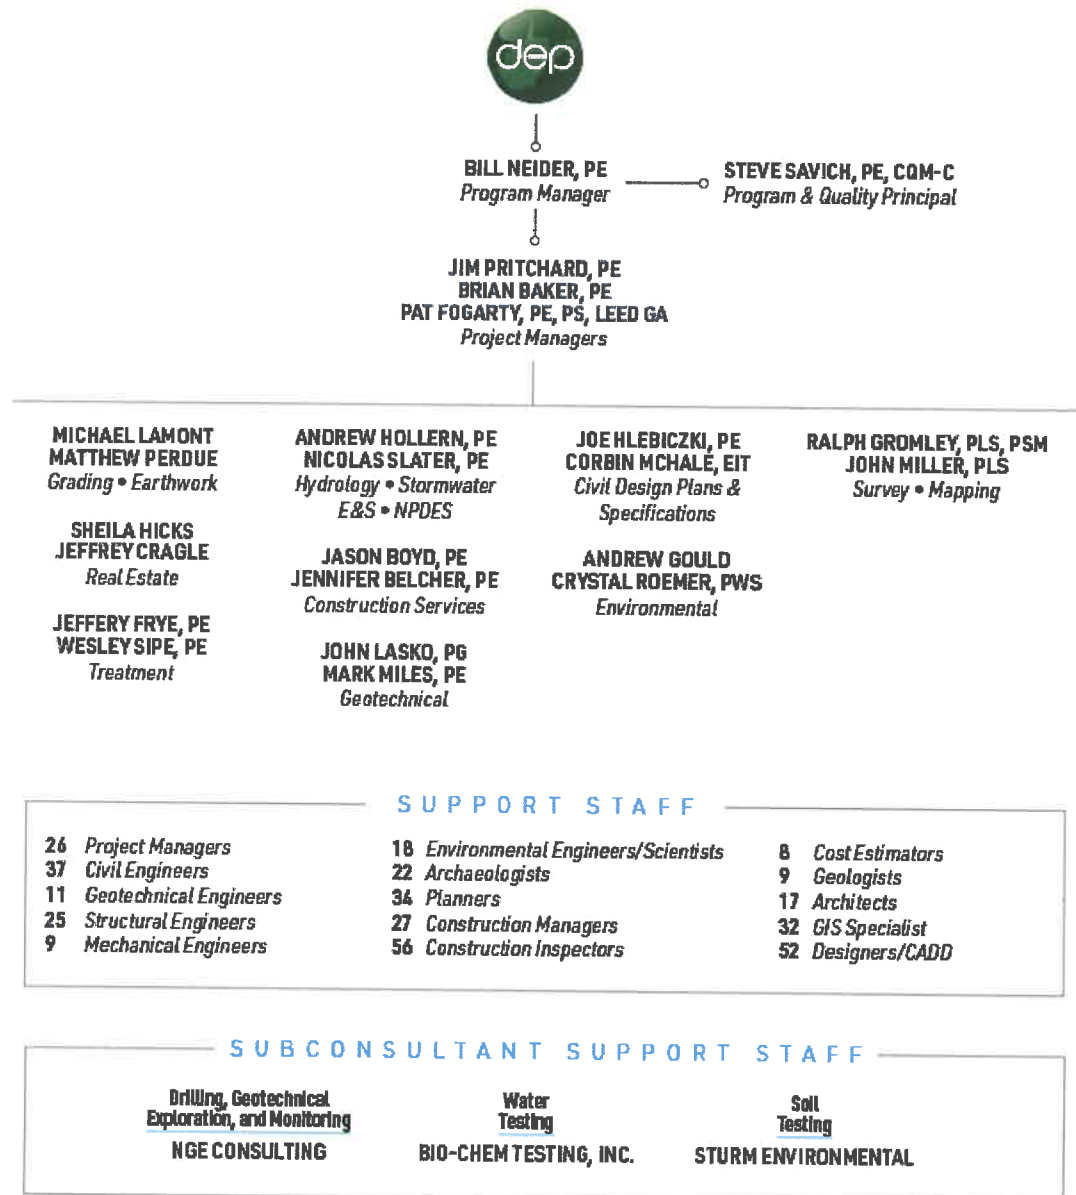 dep
BILL NEIDER, PE
Program Manager
STEVE SAVICH, PE, CQM-C
Program & Quality Principal
JIM PRITCHARD, PE
BRIAN BAKER, PE
PAT FOGARTY, PE, PS, LEED GA
Project Managers
MICHAEL LAMONT
MATTHEW PERDUE
Grading • Earthwork
SHEILA HICKS
JEFFREY CRAGLE
Real Estate
JEFFERY FRYE, PE
WESLEY SIPE, PE
Treatment
ANDREW HOLLERN, PE
NICOLAS SLATER, PE
Hydrology • Stormwater
E&S • NPDES
JASON BOYD, PE
JENNIFER BELCHER, PE
Construction Services
JOHN LASKO, PG
MARK MILES, PE
Geotechnical
JOE HLEBICZKI, PE
CORBIN MCHALE, EIT
Civil Design Plans &
Specifications
ANDREW GOULD
CRYSTAL ROEMER, PWS
Environmental
RALPH GROMLEY, PLS, PSM
JOHN MILLER, PLS
Survey • Mapping
SUPPORT STAFF
26 Project Managers
37 Civil Engineers
11 Geotechnical Engineers
25 Structural Engineers
9 Mechanical Engineers
18 Environmental Engineers/Scientists
22 Archaeologists
34 Planners
27 Construction Managers
56 Construction Inspectors
8 Cost Estimators
9 Geologists
17 Architects
32 GIS Specialist
52 Designers/CADD
SUBCONSULTANT SUPPORT STAFF
Drilling, Geotechnical
Exploration, and Monitoring
NGE CONSULTING
Water
Testing
BIO-CHEM TESTING, INC.
Soil
Testing
STURM ENVIRONMENTAL